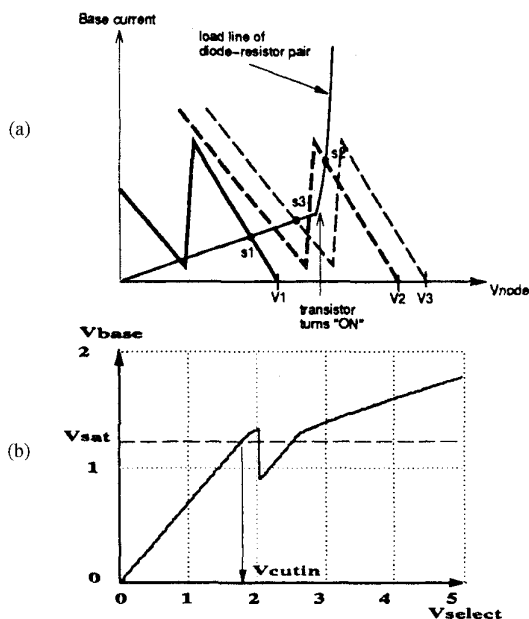 Base current
load line of
diode-resistor pair
(a)
s2
s3
s1
V1
V2
V3
Vnode
transistor
turns "ON"
Vbase
2
Vsat
(b)
1
Vcutin
0
0
1
2
3
4
5
Vselect